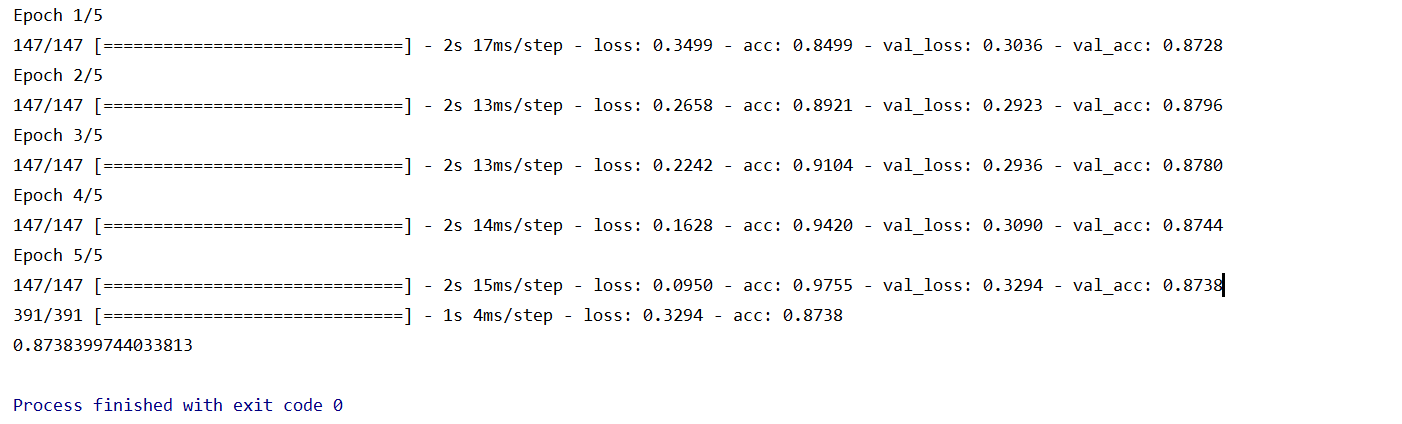 Epoch 1/5
147/147 [==============================] - 2s 17ms/step - loss: 0.3499 - acc: 0.8499 - val_loss: 0.3036 - val_acc: 0.8728
Epoch 2/5
147/147 [==============================] - 2s 13ms/step - loss: 0.2658 - acc: 0.8921 - val_loss: 0.2923 - val_acc: 0.8796
Epoch 3/5
147/147 [==============================] - 2s 13ms/step - loss: 0.2242 - acc: 0.9104 - val_loss: 0.2936 - val_acc: 0.8780
Epoch 4/5
147/147 [==============================] - 2s 14ms/step - loss: 0.1628 - acc: 0.9420 - val_loss: 0.3090 - val_acc: 0.8744
Epoch 5/5
147/147 [==============================] - 2s 15ms/step - loss: 0.0950 - acc: 0.9755 - val_loss: 0.3294 - val_acc: 0.8738
391/391 [==============================] - 1s 4ms/step - loss: 0.3294 - acc: 0.8738
0.8738399744033813
Process finished with exit code 0